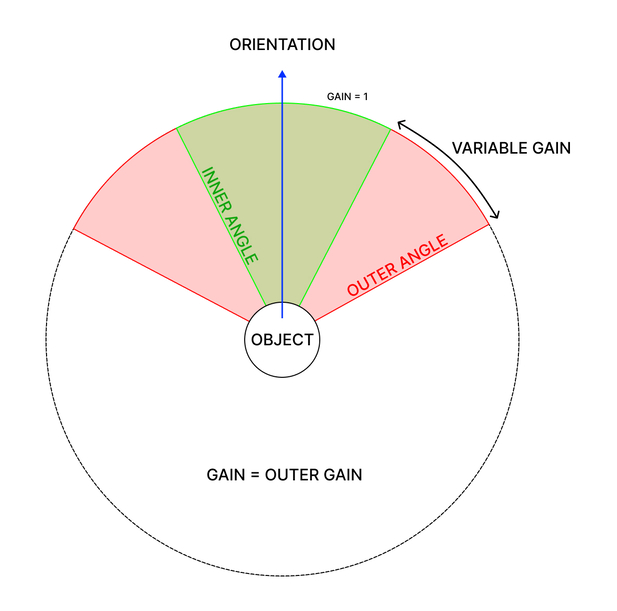 ORIENTATION
GAIN = 1
VARIABLE GAIN
INNER ANGLE
OUTER ANGLE
OBJECT
GAIN = OUTER GAIN